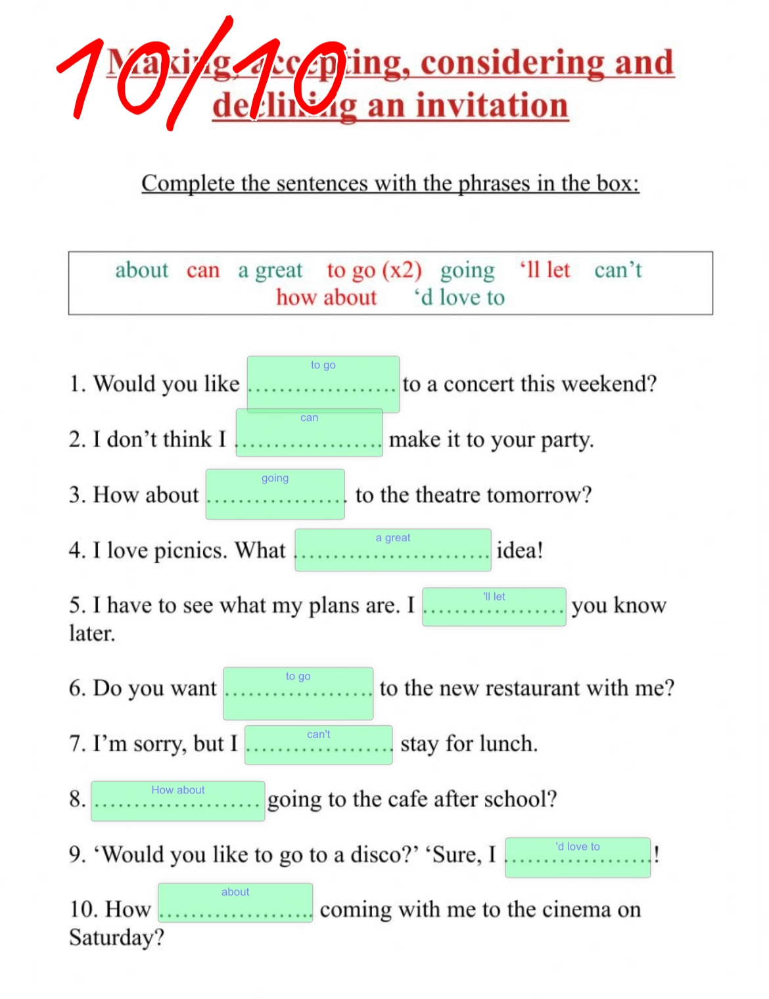 10/10
Making, accepting, considering and
declining an invitation
Complete the sentences with the phrases in the box:
about can a great to go (x2) going ‘ll let can’t
how about ‘d love to
1. Would you like to go ................... to a concert this weekend?
2. I don’t think I can ................... make it to your party.
3. How about going .................. to the theatre tomorrow?
4. I love picnics. What a great ......................... idea!
5. I have to see what my plans are. I 'll let .................. you know
later.
6. Do you want to go ................... to the new restaurant with me?
7. I’m sorry, but I can't ................... stay for lunch.
8. How about ..................... going to the cafe after school?
9. ‘Would you like to go to a disco?’ ‘Sure, I 'd love to ...................!
10. How about .................... coming with me to the cinema on
Saturday?